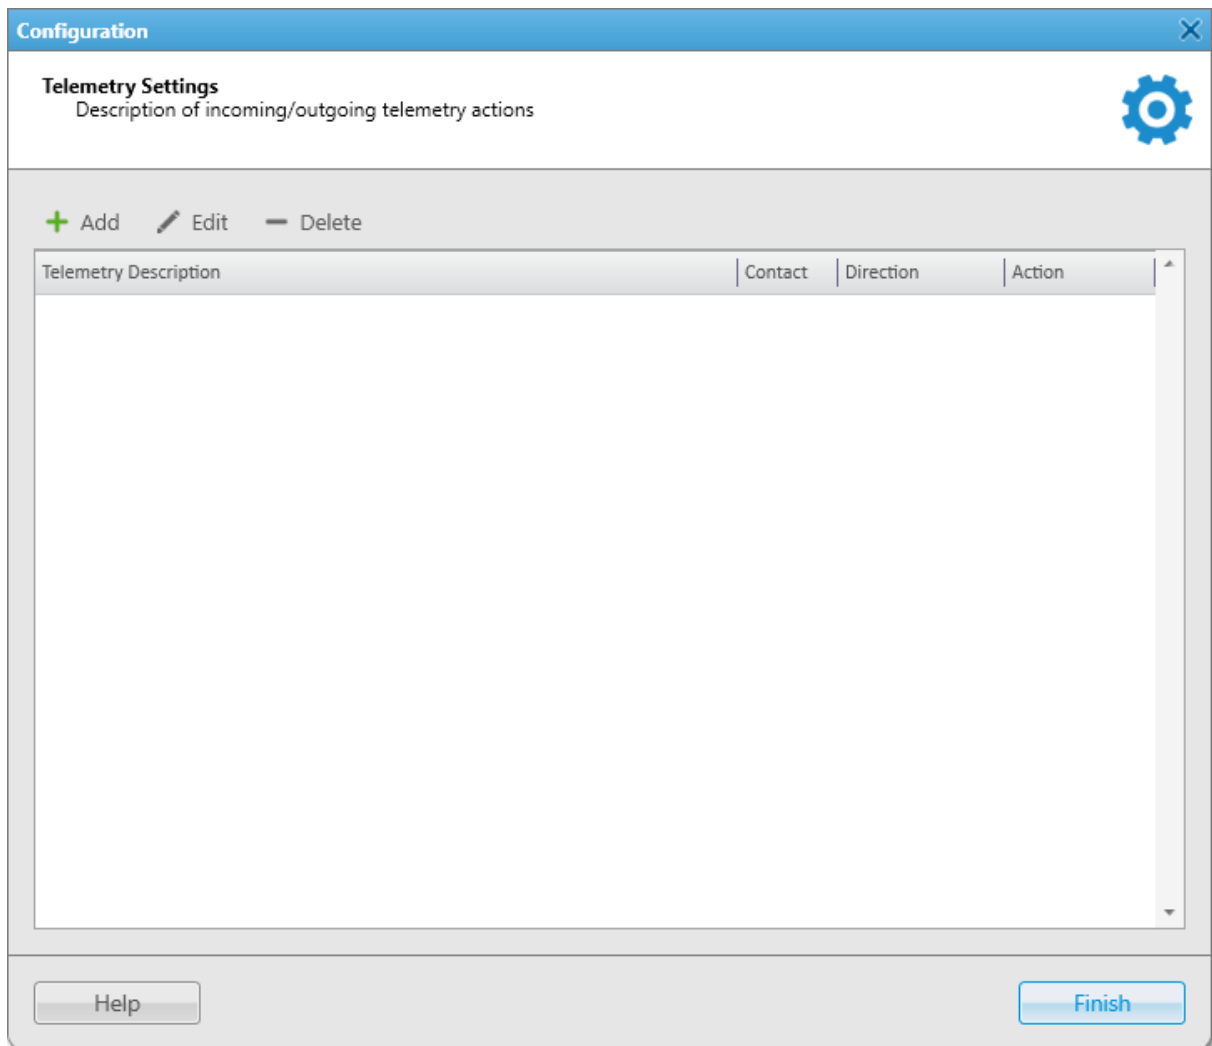 Configuration
Telemetry Settings
Description of incoming/outgoing telemetry actions
Add Edit Delete
Telemetry Description Contact Direction Action
Help Finish